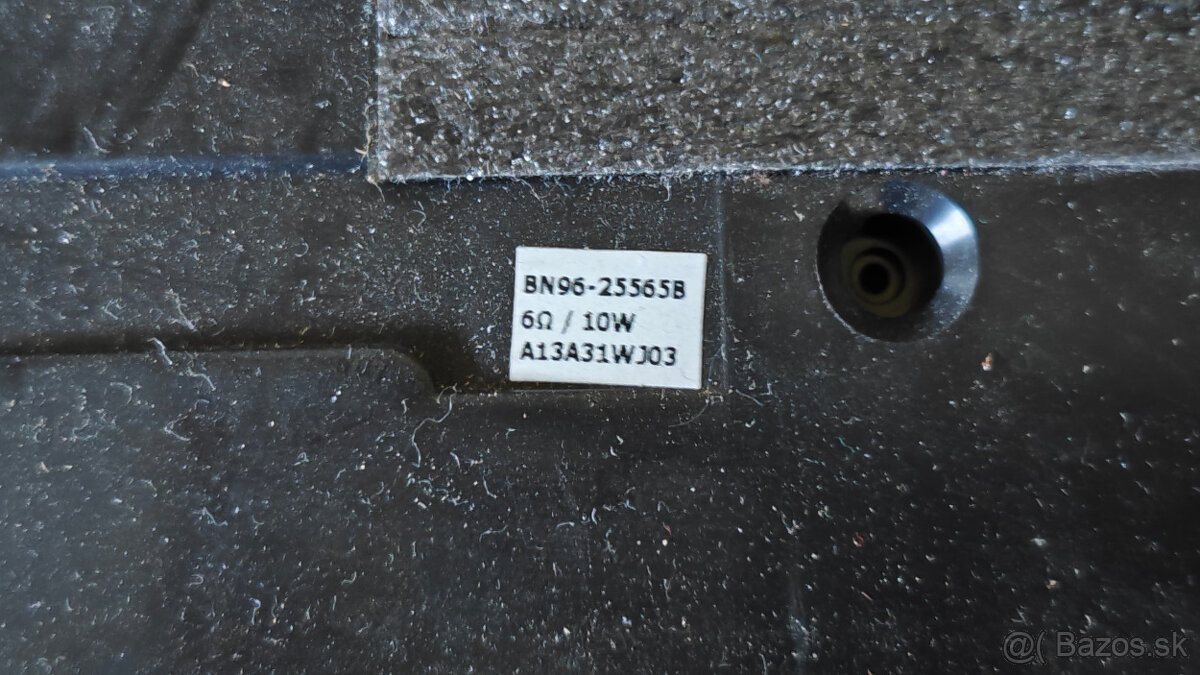 BN96-25565B
6Ω / 10W
A13A31WJ03
@( Bazos.sk